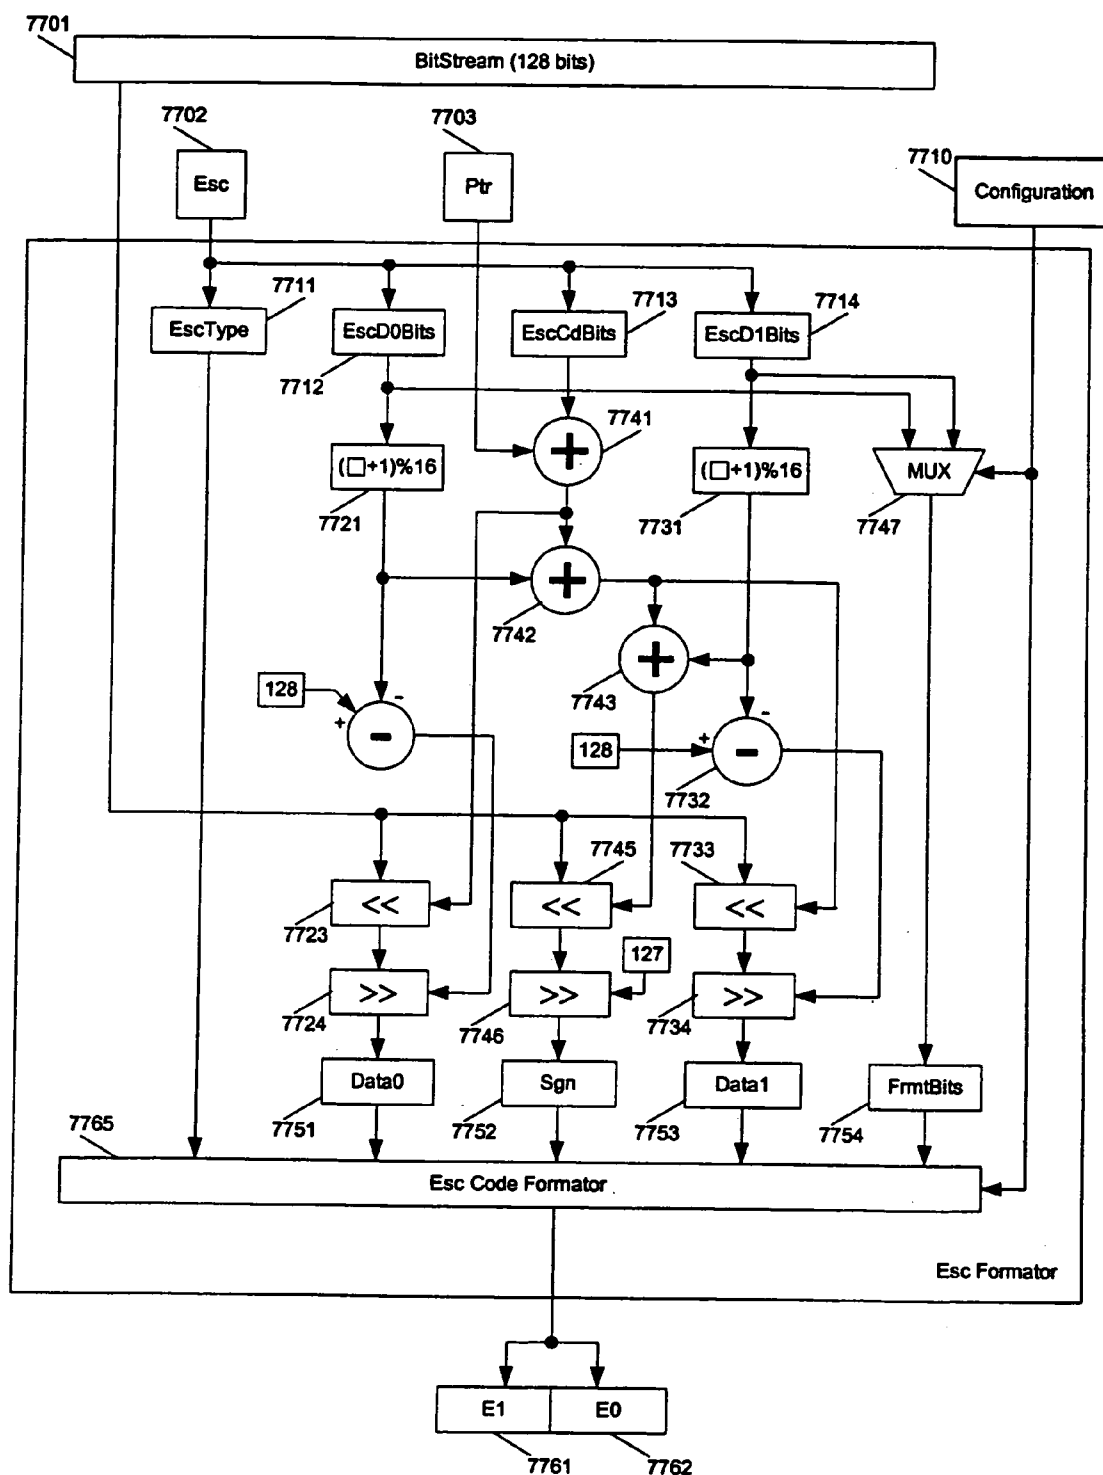 7701
BitStream (128 bits)
7702
7703
7710
Esc
Ptr
Configuration
7711
7713
7714
EscType
EscD0Bits
EscCdBits
EscD1Bits
7712
7741
+
(□+1)%16
(□+1)%16
MUX
7721
7731
7747
+
7742
+
7743
128
-
+
-
-
128
+
-
7732
7745
7733
<<
<<
<<
7723
127
>>
>>
>>
7724
7746
7734
Data0
Sgn
Data1
FrmtBits
7765
7751
7752
7753
7754
Esc Code Formator
Esc Formator
E1
E0
7761
7762